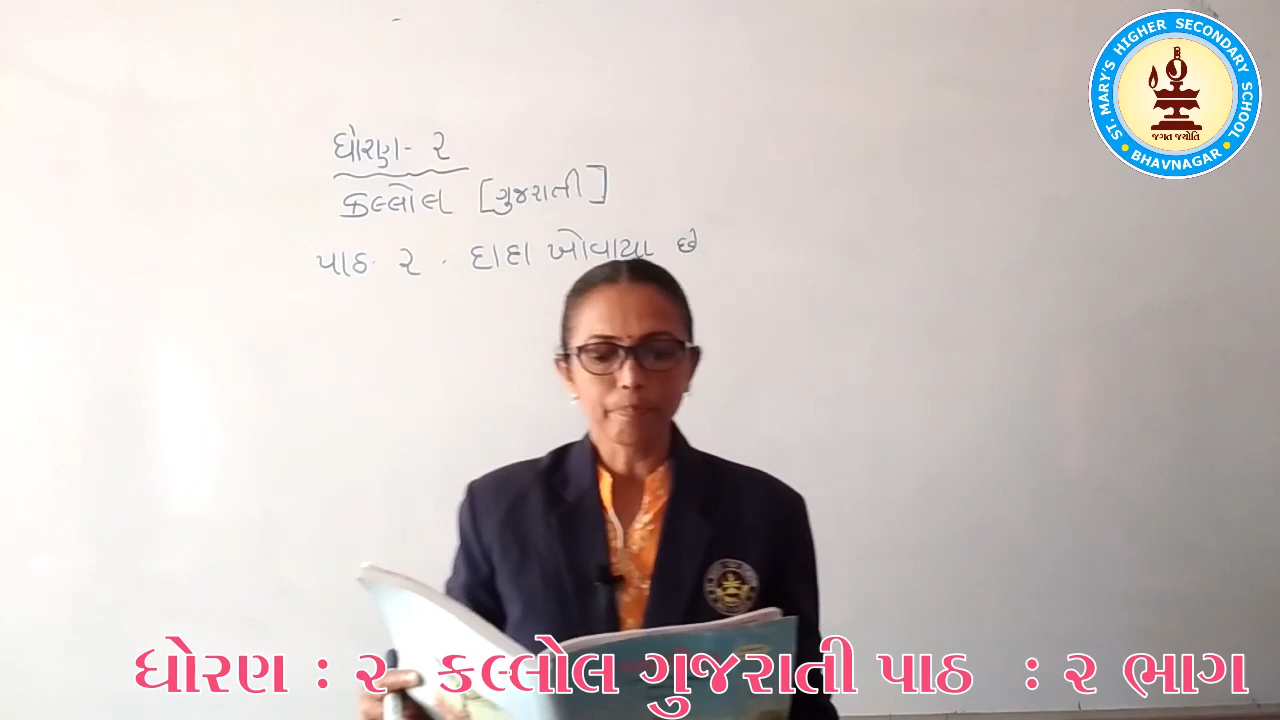 ધોરણ - ૨
કલ્લોલ [ગુજરાતી]
પાઠ ૨. દાદા ખોવાયા છે
ST. MARY'S HIGHER SECONDARY SCHOOL
જગત જ્યોતિ
BHAVNAGAR
ધોરણ : ૨ કલ્લોલ ગુજરાતી પાઠ : ૨ ભાગ